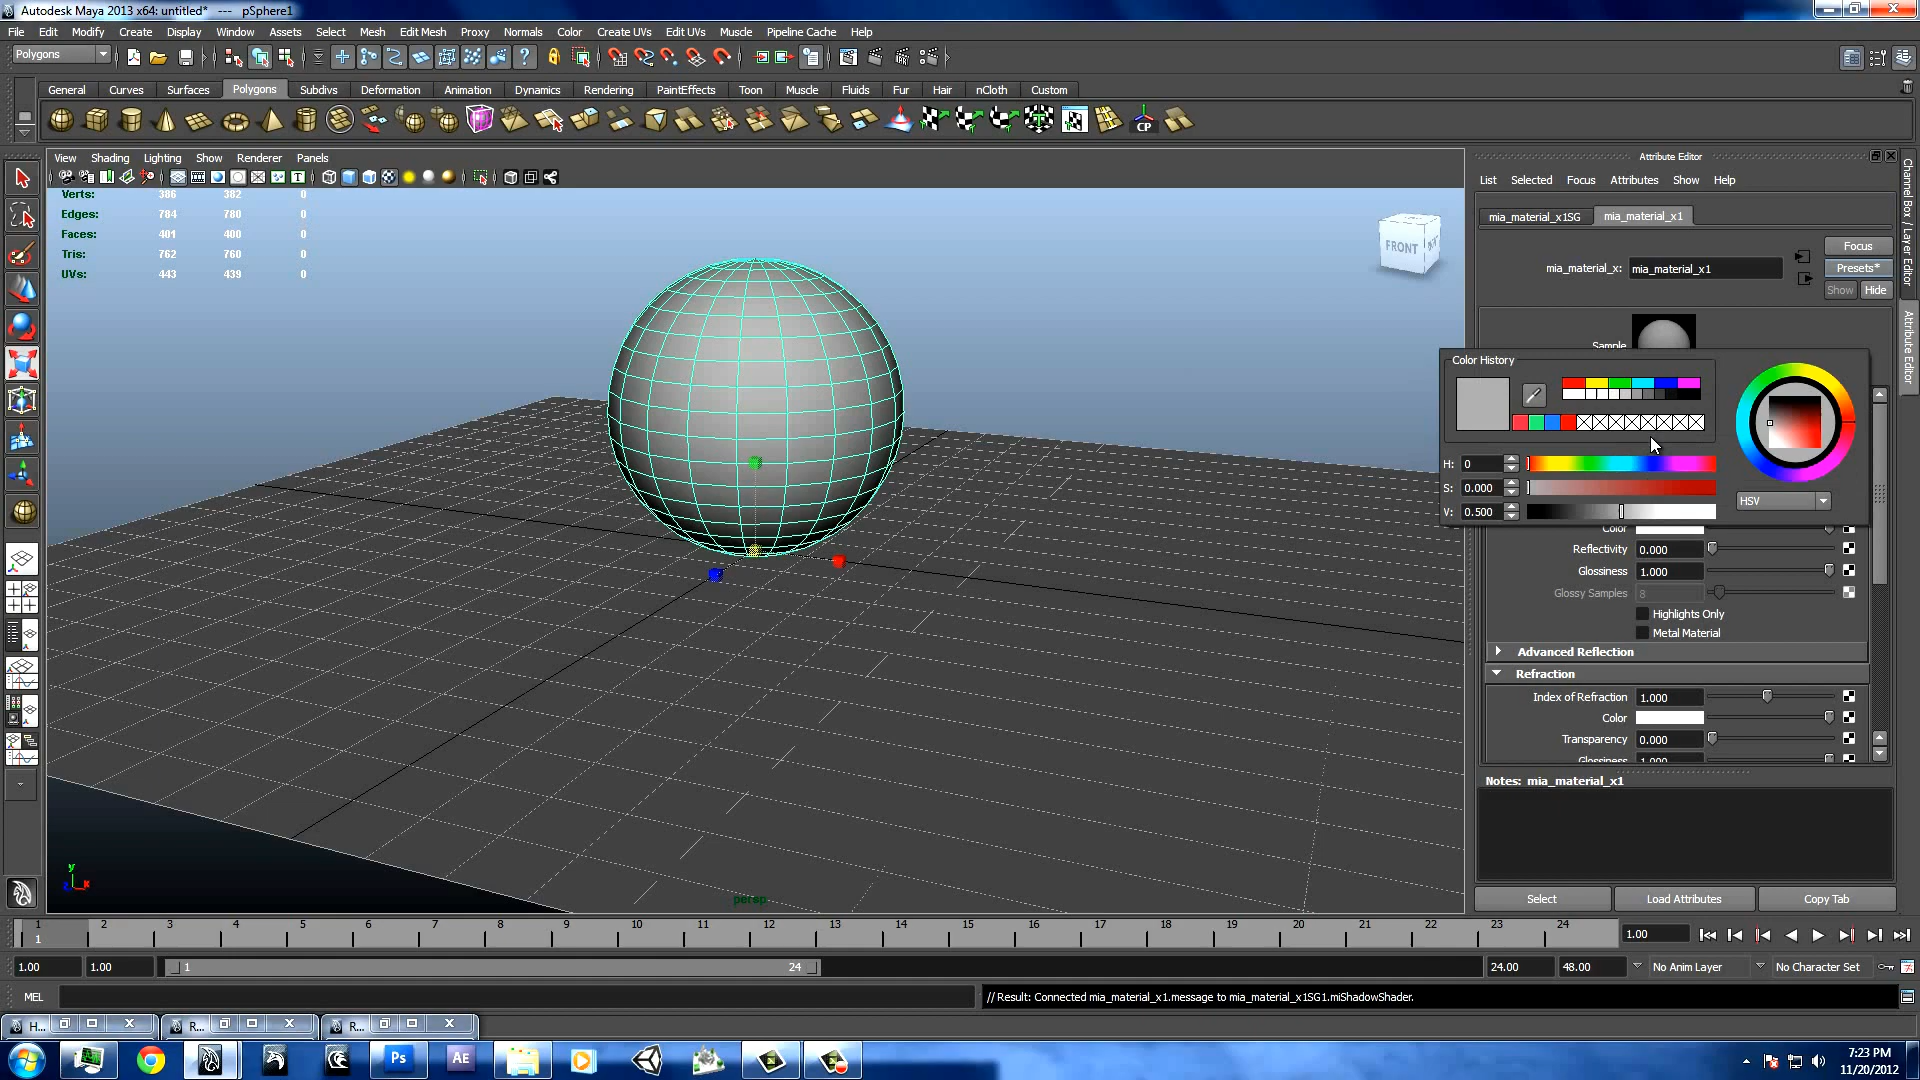 Autodesk Maya 2013 x64: untitled* --- pSphere1
File Edit Modify Create Display Window Assets Select Mesh Edit Mesh Proxy Normals Color Create UVs Edit UVs Muscle Pipeline Cache Help
Polygons
General Curves Surfaces Polygons Subdivs Deformation Animation Dynamics Rendering PaintEffects Toon Muscle Fluids Fur Hair nCloth Custom
CP
View Shading Lighting Show Renderer Panels
Verts: 386 382 0
Edges: 784 780 0
Faces: 401 400 0
Tris: 762 760 0
UVs: 443 439 0
FRONT
persp
y
Attribute Editor
List Selected Focus Attributes Show Help
mia_material_x1SG mia_material_x1
Focus
mia_material_x: mia_material_x1
Presets*
Show Hide
Sample
Color History
H: 0
S: 0.000
V: 0.500
HSV
Color
Reflectivity 0.000
Glossiness 1.000
Glossy Samples 8
Highlights Only
Metal Material
Advanced Reflection
Refraction
Index of Refraction 1.000
Color
Transparency 0.000
Glossiness 1.000
Notes: mia_material_x1
Select Load Attributes Copy Tab
Channel Box / Layer Editor
Attribute Editor
1 2 3 4 5 6 7 8 9 10 11 12 13 14 15 16 17 18 19 20 21 22 23 24
1
1.00
1.00 1.00 1 24 24.00 48.00 No Anim Layer No Character Set
MEL // Result: Connected mia_material_x1.message to mia_material_x1SG1.miShadowShader.
H... R... R...
Ps AE
7:23 PM
11/20/2012